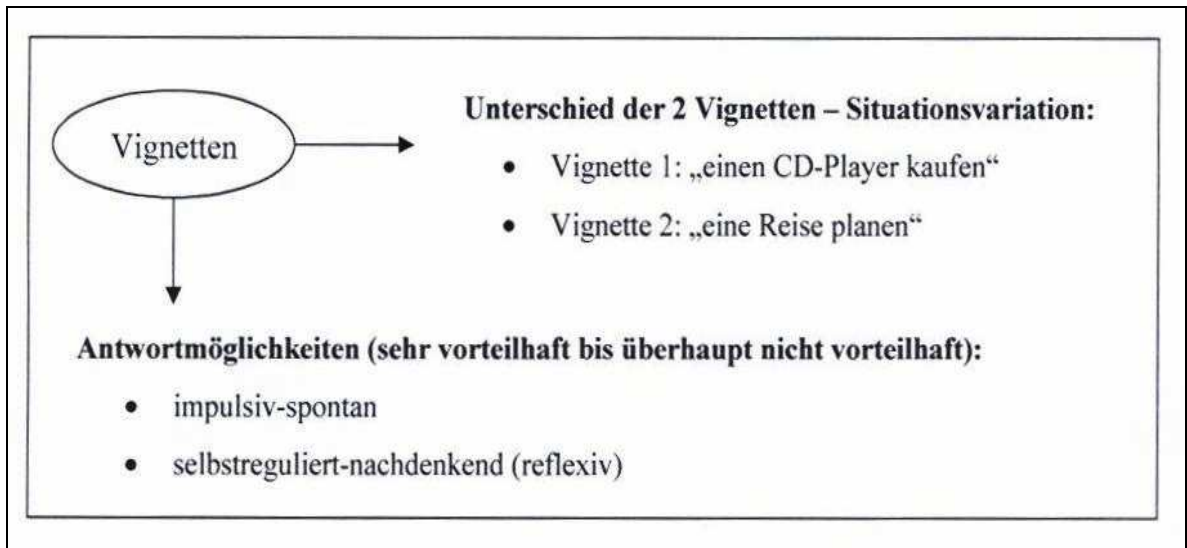 Vignetten
Unterschied der 2 Vignetten – Situationsvariation:
• Vignette 1: „einen CD-Player kaufen“
• Vignette 2: „eine Reise planen“
Antwortmöglichkeiten (sehr vorteilhaft bis überhaupt nicht vorteilhaft):
• impulsiv-spontan
• selbstreguliert-nachdenkend (reflexiv)